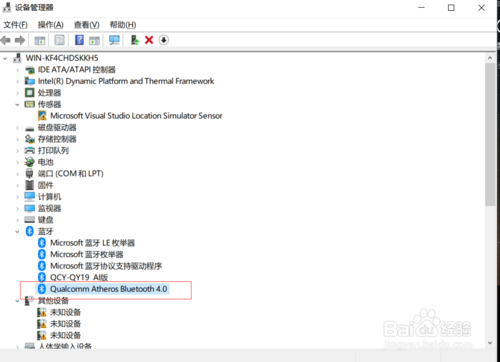 设备管理器
文件(F) 操作(A) 查看(V) 帮助(H)
WIN-KF4CHDSKKH5
IDE ATA/ATAPI 控制器
Intel(R) Dynamic Platform and Thermal Framework
处理器
传感器
Microsoft Visual Studio Location Simulator Sensor
磁盘驱动器
存储控制器
打印队列
电池
端口 (COM 和 LPT)
固件
计算机
监视器
键盘
蓝牙
Microsoft 蓝牙 LE 枚举器
Microsoft 蓝牙枚举器
Microsoft 蓝牙协议支持驱动程序
QCY-QY19 AI版
Qualcomm Atheros Bluetooth 4.0
其他设备
未知设备
未知设备
未知设备
人体学输入设备
Baidu 经验